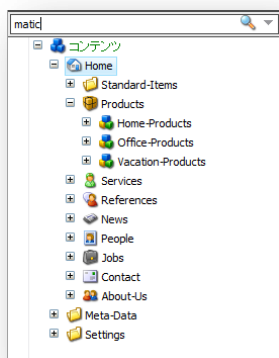 matic
コンテンツ
Home
Standard-Items
Products
Home-Products
Office-Products
Vacation-Products
Services
References
News
People
Jobs
Contact
About-Us
Meta-Data
Settings